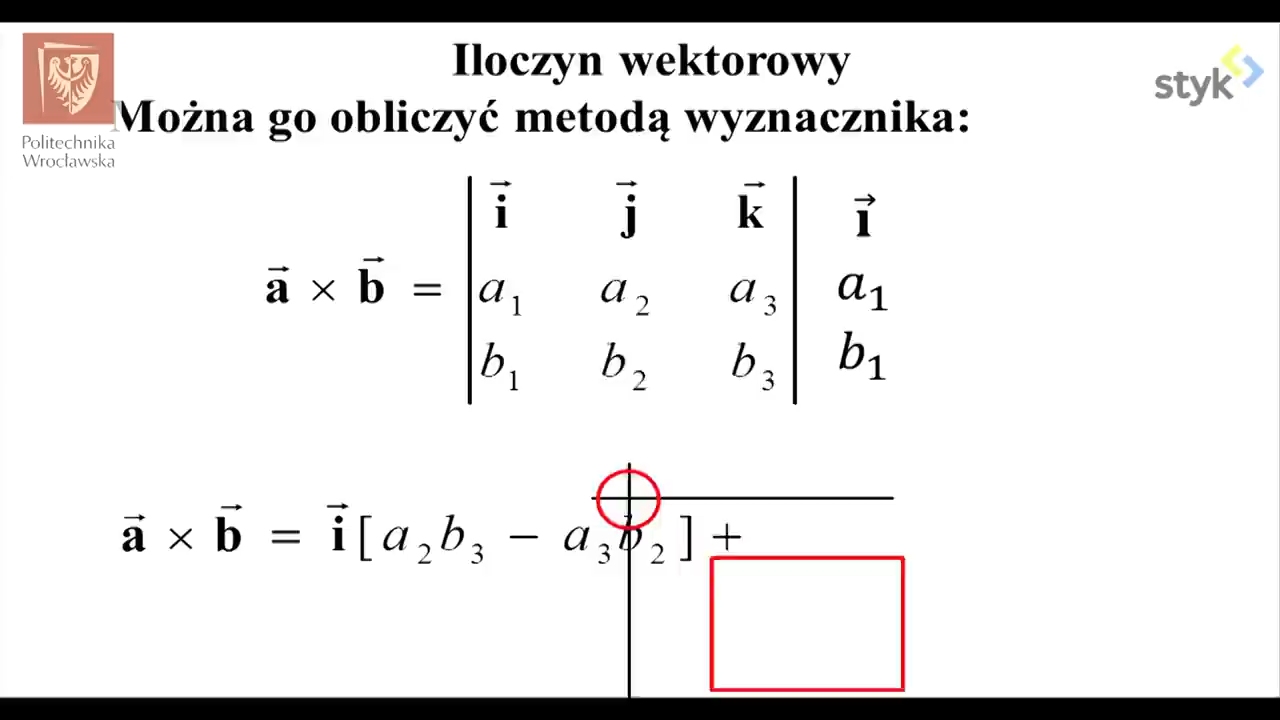 Iloczyn wektorowy
Można go obliczyć metodą wyznacznika:
styk
Politechnika
Wrocławska
i⃗ j⃗ k⃗ ı⃗
a⃗ × b⃗ = | a₁ a₂ a₃ | a₁
b₁ b₂ b₃ b₁
a⃗ × b⃗ = i⃗ [ a₂b₃ − a₃b₂ ] +